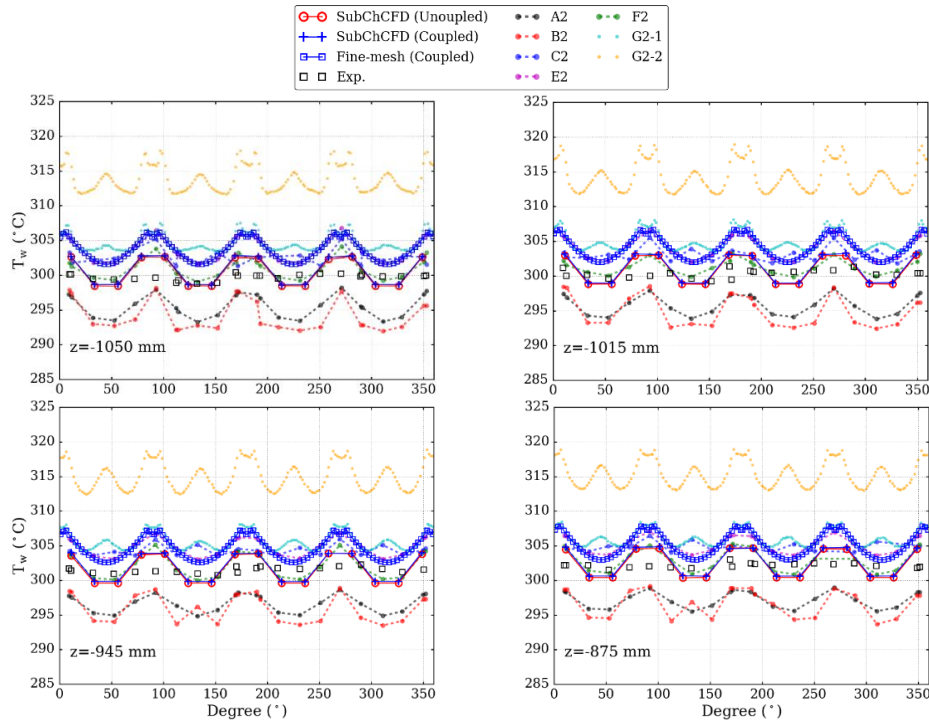 SubChCFD (Unoupled)
SubChCFD (Coupled)
Fine-mesh (Coupled)
Exp.
A2
B2
C2
E2
F2
G2-1
G2-2
325
320
315
310
305
300
295
290
285
T_w (°C)
z=-1050 mm
0 50 100 150 200 250 300 350
325
320
315
310
305
300
295
290
285
z=-1015 mm
0 50 100 150 200 250 300 350
325
320
315
310
305
300
295
290
285
T_w (°C)
z=-945 mm
0 50 100 150 200 250 300 350
Degree (°)
325
320
315
310
305
300
295
290
285
z=-875 mm
0 50 100 150 200 250 300 350
Degree (°)